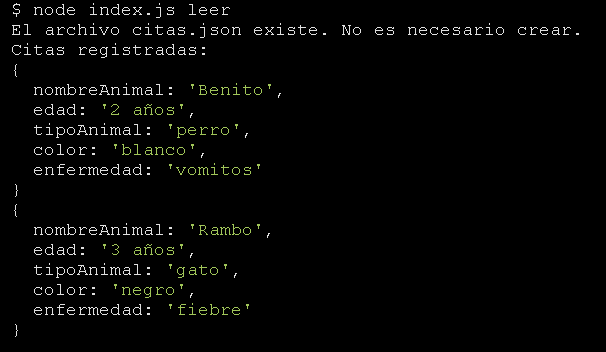 $ node index.js leer
El archivo citas.json existe. No es necesario crear.
Citas registradas:
{
  nombreAnimal: 'Benito',
  edad: '2 años',
  tipoAnimal: 'perro',
  color: 'blanco',
  enfermedad: 'vomitos'
}
{
  nombreAnimal: 'Rambo',
  edad: '3 años',
  tipoAnimal: 'gato',
  color: 'negro',
  enfermedad: 'fiebre'
}